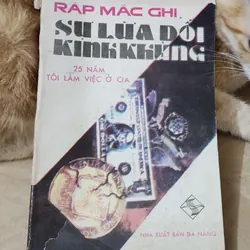 RAP MÁC GHI
SỰ LỪA DỐI
KINH KHỦNG
25 NĂM
TÔI LÀM VIỆC Ở CIA
NHÀ XUẤT BẢN ĐÀ NẴNG